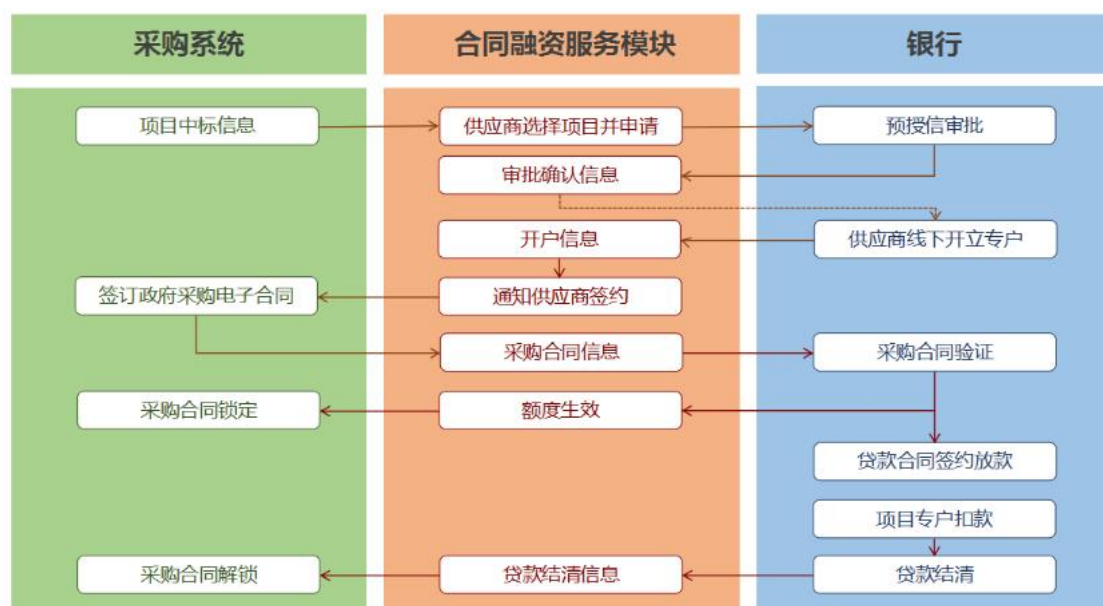 采购系统
合同融资服务模块
银行
项目中标信息
供应商选择项目并申请
预授信审批
审批确认信息
开户信息
供应商线下开立专户
签订政府采购电子合同
通知供应商签约
采购合同信息
采购合同验证
采购合同锁定
额度生效
贷款合同签约放款
项目专户扣款
采购合同解锁
贷款结清信息
贷款结清